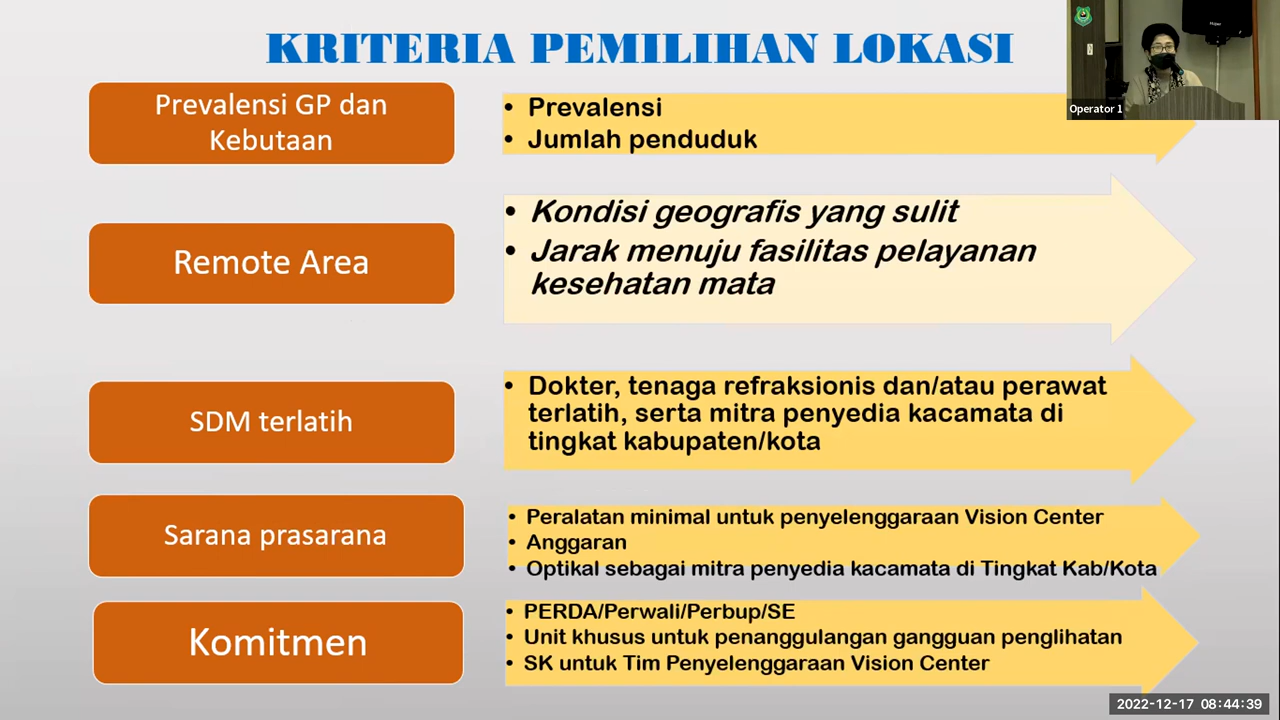 KRITERIA PEMILIHAN LOKASI
Operator 1
Prevalensi GP dan
Kebutaan
• Prevalensi
• Jumlah penduduk
Remote Area
• Kondisi geografis yang sulit
• Jarak menuju fasilitas pelayanan
kesehatan mata
SDM terlatih
• Dokter, tenaga refraksionis dan/atau perawat
terlatih, serta mitra penyedia kacamata di
tingkat kabupaten/kota
Sarana prasarana
• Peralatan minimal untuk penyelenggaraan Vision Center
• Anggaran
• Optikal sebagai mitra penyedia kacamata di Tingkat Kab/Kota
Komitmen
• PERDA/Perwali/Perbup/SE
• Unit khusus untuk penanggulangan gangguan penglihatan
• SK untuk Tim Penyelenggaraan Vision Center
2022-12-17 08:44:39